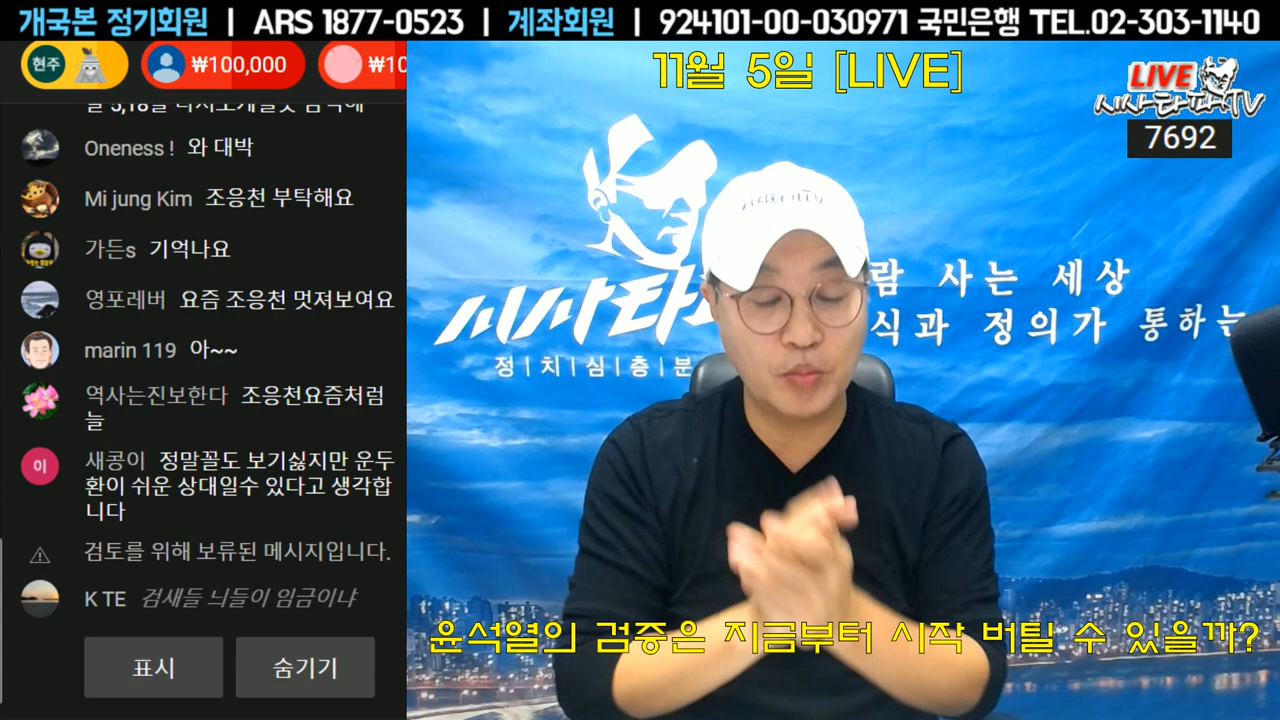 개국본 정기회원 | ARS 1877-0523 | 계좌회원 | 924101-00-030971 국민은행 TEL.02-303-1140
현주
₩100,000
₩10
11월 5일 [LIVE]
LIVE
시사타파TV
7692
Oneness ! 와 대박
Mi jung Kim 조응천 부탁해요
가든s 기억나요
영포레버 요즘 조응천 멋져보여요
marin 119 아~~
역사는진보한다 조응천요즘처럼
늘
이
새콩이 정말꼴도 보기싫지만 운두
환이 쉬운 상대일수 있다고 생각합
니다
검토를 위해 보류된 메시지입니다.
K TE 검새들 늬들이 임금이냐
표시
숨기기
시사타
정|치|심|층|분
람 사는 세상
식과 정의가 통하는
윤석열의 검증은 지금부터 시작 버틸 수 있을까?